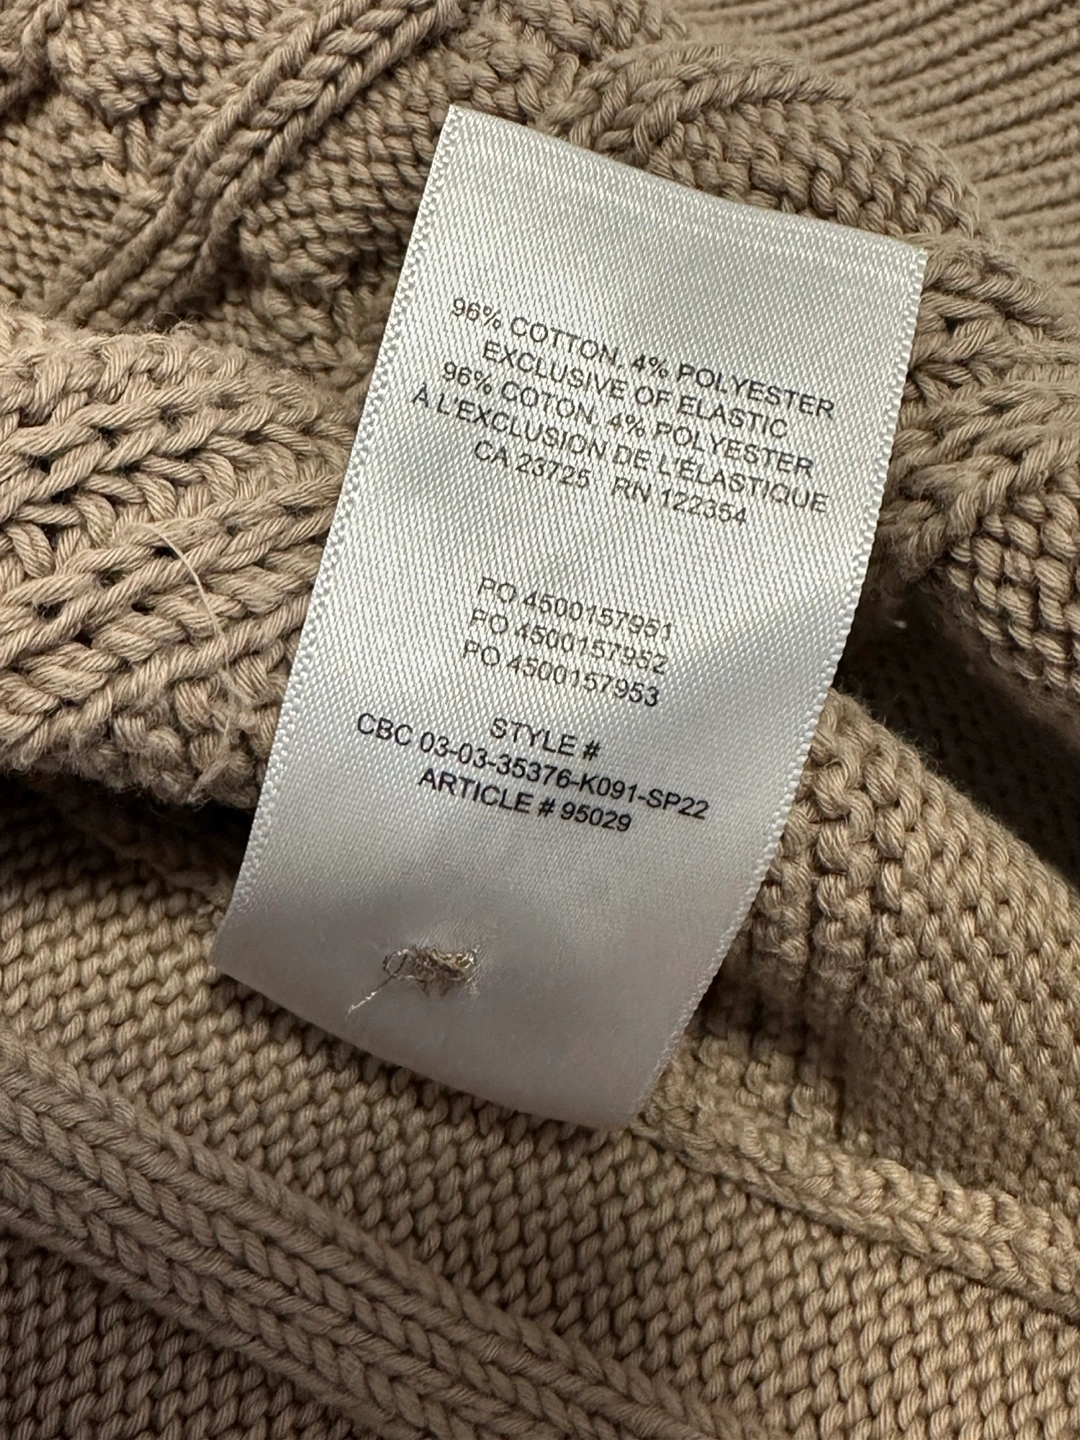 96% COTTON, 4% POLYESTER
EXCLUSIVE OF ELASTIC
96% COTON, 4% POLYESTER
À L'EXCLUSION DE L'ÉLASTIQUE
CA 23725 RN 122354
PO 4500157951
PO 4500157952
PO 4500157953
STYLE #
CBC 03-03-35376-K091-SP22
ARTICLE # 95029